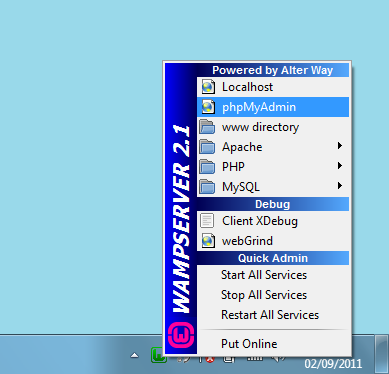 Powered by Alter Way
Localhost
phpMyAdmin
www directory
Apache
PHP
MySQL
Debug
Client XDebug
webGrind
Quick Admin
Start All Services
Stop All Services
Restart All Services
Put Online
WAMPSERVER 2.1
02/09/2011